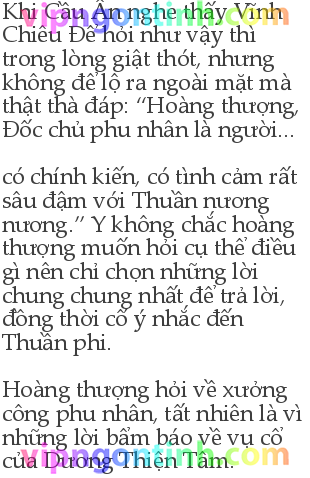 Khi Cầu Ân nghe thấy Vĩnh
Chiêu Đế hỏi như vậy thì
trong lòng giật thót, nhưng
không để lộ ra ngoài mặt mà
thật thà đáp: “Hoàng thượng,
Đốc chủ phu nhân là người...
có chính kiến, có tình cảm rất
sâu đậm với Thuần nương
nương.” Y không chắc hoàng
thượng muốn hỏi cụ thể điều
gì nên chỉ chọn những lời
chung chung nhất để trả lời,
đồng thời cố ý nhắc đến
Thuần phi.
Hoàng thượng hỏi về xưởng
công phu nhân, tất nhiên là vì
những lời bẩm báo về vụ cổ
của Dương Thiện Tâm.
vipngontinh.com
vipngontinh.com